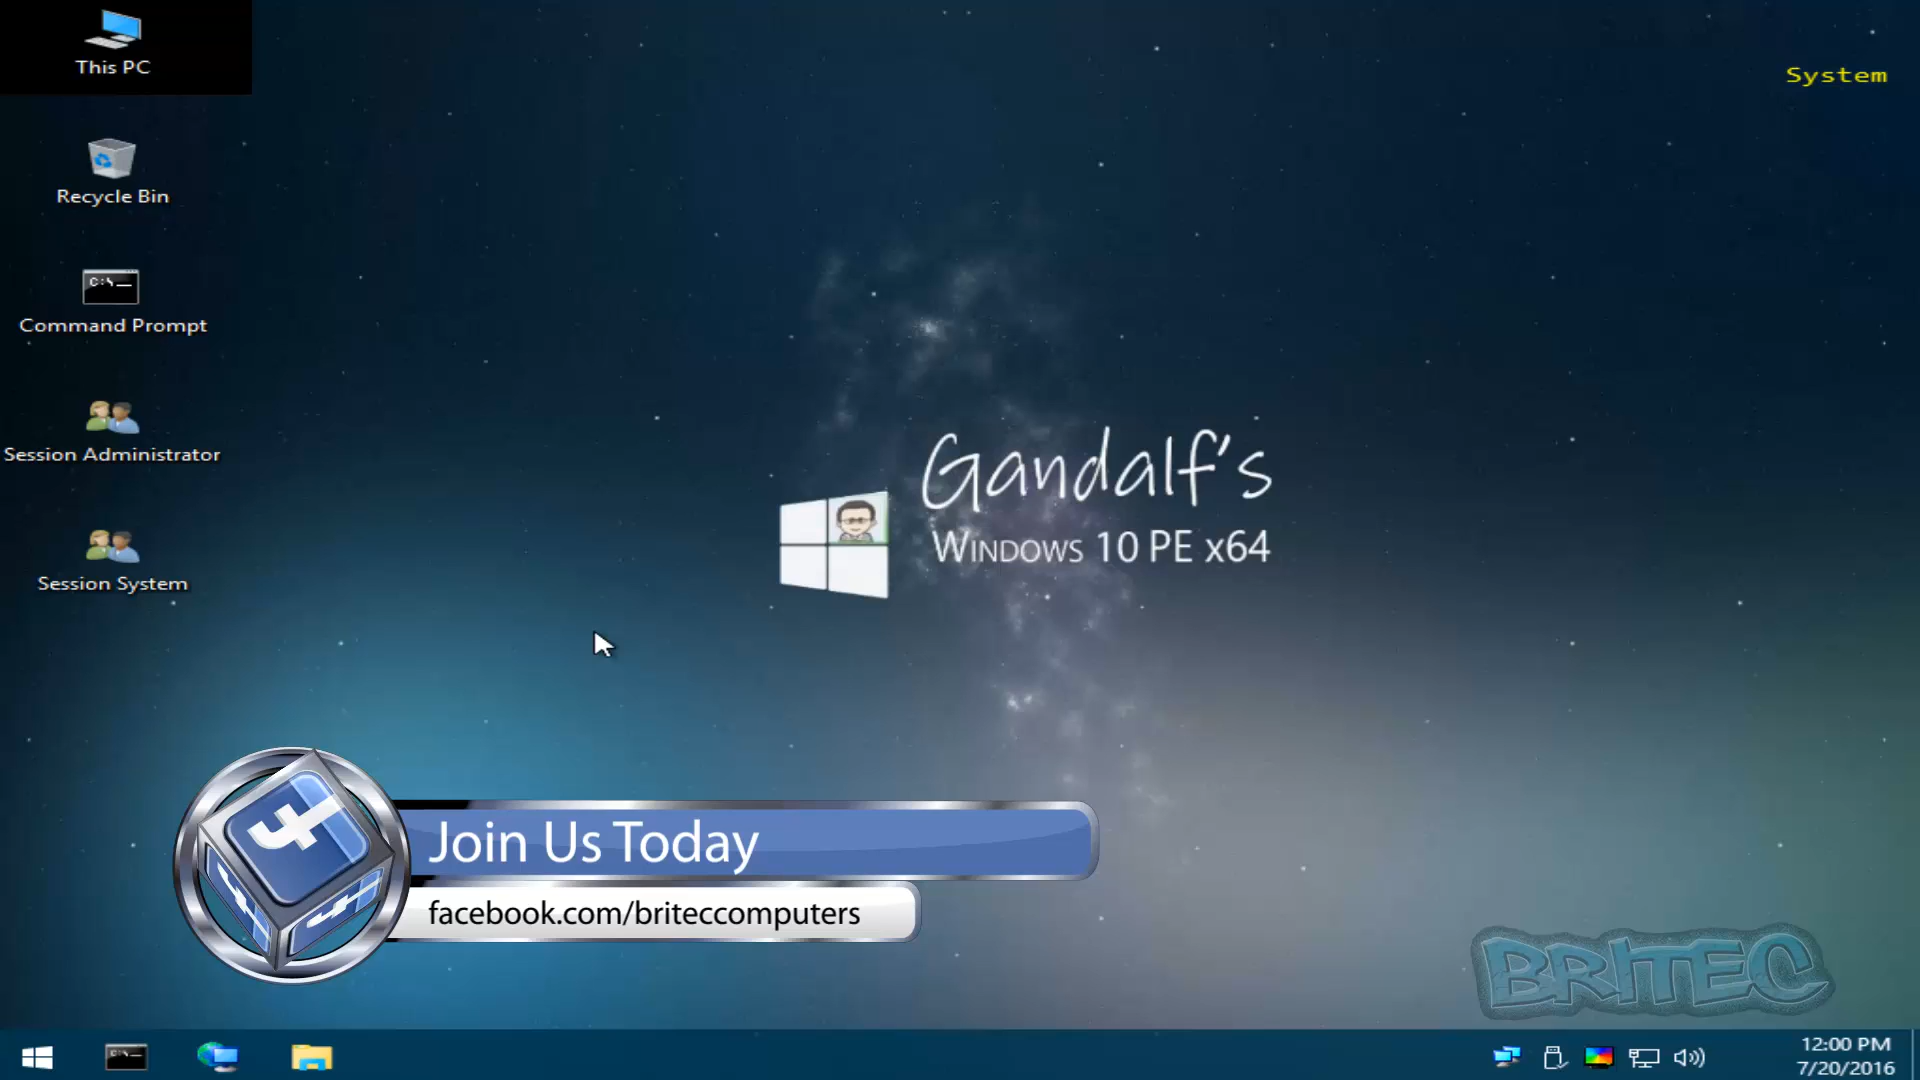 This PC
System
Recycle Bin
C:\
Command Prompt
Session Administrator
Session System
Gandalf's
WINDOWS 10 PE x64
Join Us Today
facebook.com/briteccomputers
BRITEC
12:00 PM
7/20/2016